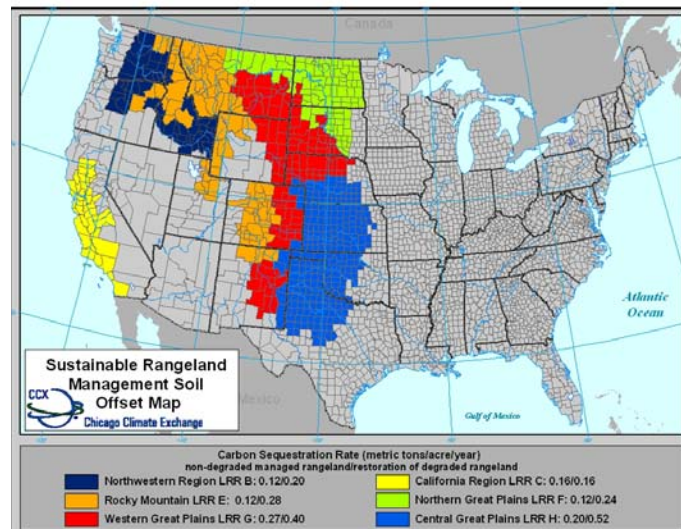 Canada
Atlantic
Ocean
Gulf of Mexico
Mexico
Sustainable Rangeland
Management Soil
Offset Map
CCX
Chicago Climate Exchange
Carbon Sequestration Rate (metric tons/acre/year)
non-degraded managed rangeland/restoration of degraded rangeland
Northwestern Region LRR B: 0.12/0.20
California Region LRR C: 0.16/0.16
Rocky Mountain LRR E: 0.12/0.28
Northern Great Plains LRR F: 0.12/0.24
Western Great Plains LRR G: 0.27/0.40
Central Great Plains LRR H: 0.20/0.52